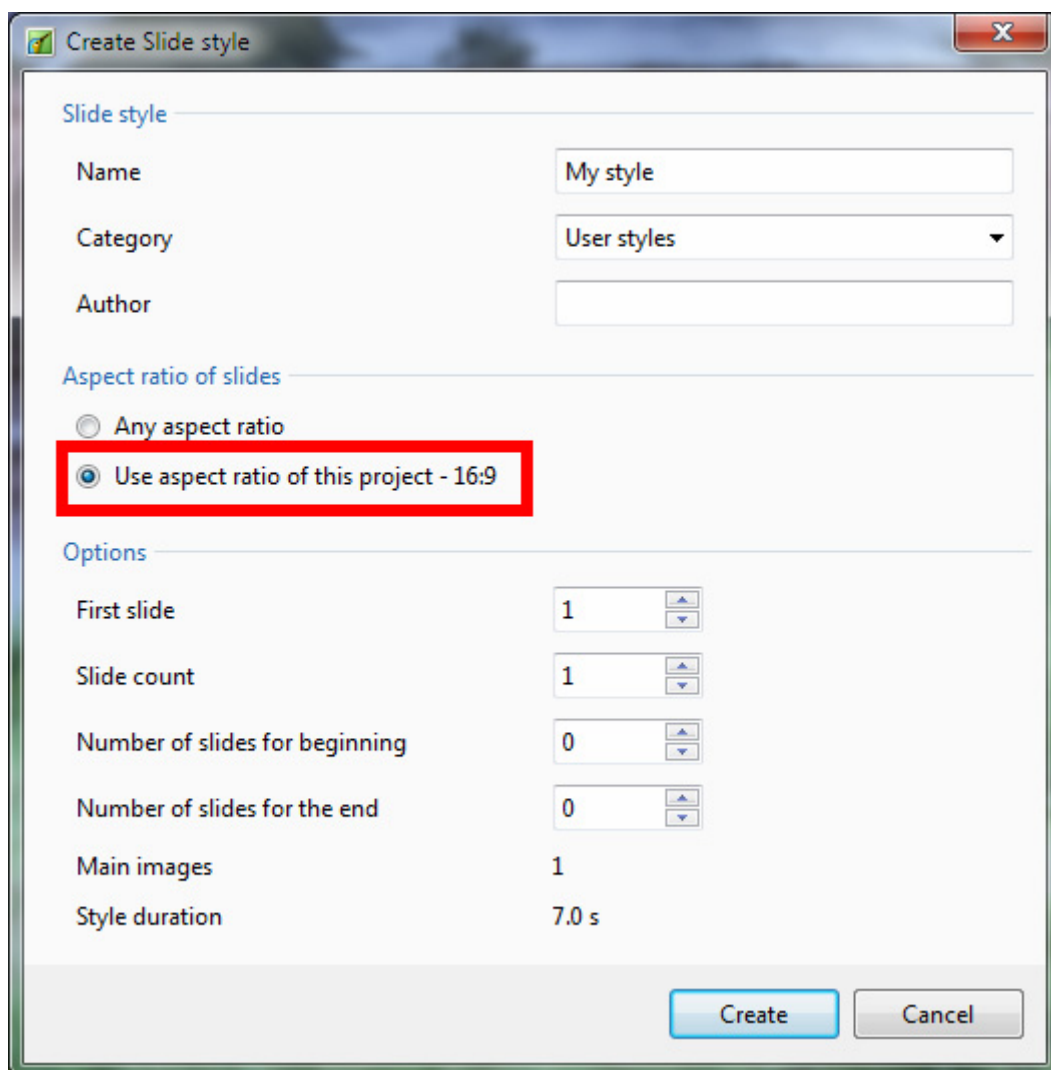 Create Slide style
Slide style
Name My style
Category User styles
Author
Aspect ratio of slides
Any aspect ratio
Use aspect ratio of this project - 16:9
Options
First slide 1
Slide count 1
Number of slides for beginning 0
Number of slides for the end 0
Main images 1
Style duration 7.0 s
Create Cancel